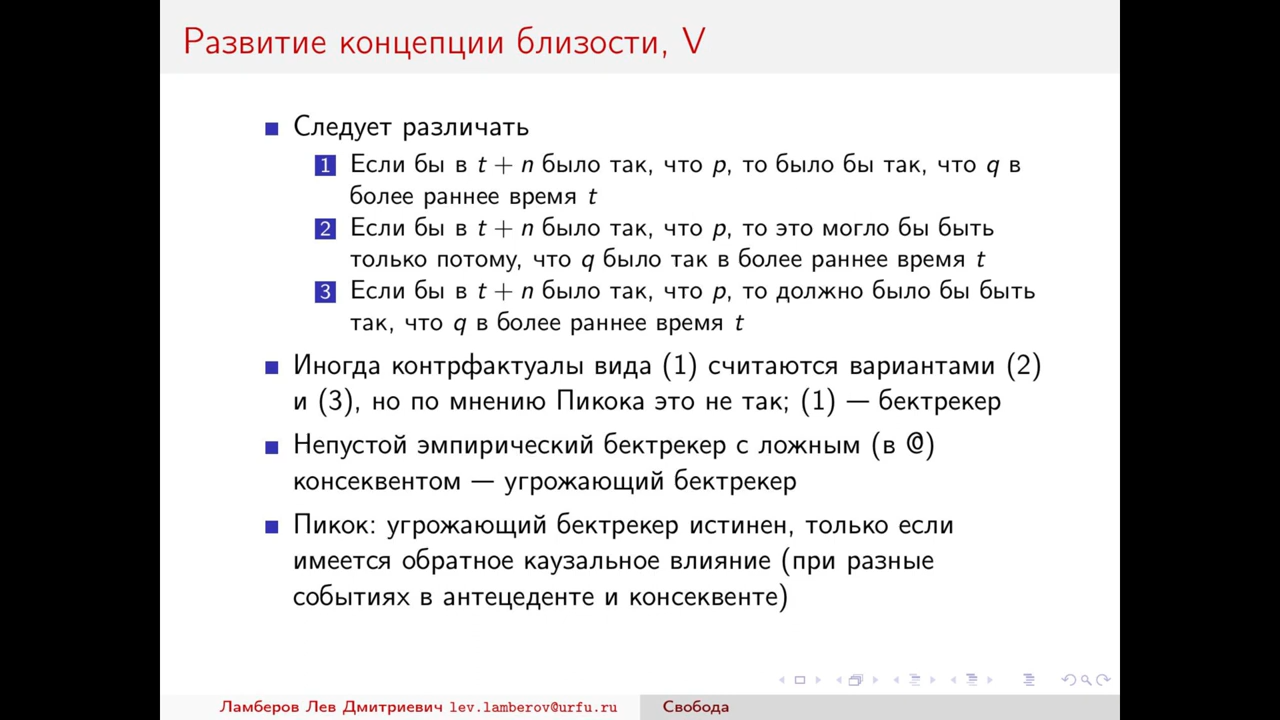 Развитие концепции близости, V
Следует различать
1 Если бы в t + n было так, что p, то было бы так, что q в
более раннее время t
2 Если бы в t + n было так, что p, то это могло бы быть
только потому, что q было так в более раннее время t
3 Если бы в t + n было так, что p, то должно было бы быть
так, что q в более раннее время t
Иногда контрфактуалы вида (1) считаются вариантами (2)
и (3), но по мнению Пикока это не так; (1) — бектрекер
Непустой эмпирический бектрекер с ложным (в @)
консеквентом — угрожающий бектрекер
Пикок: угрожающий бектрекер истинен, только если
имеется обратное каузальное влияние (при разные
событиях в антецеденте и консеквенте)
Ламберов Лев Дмитриевич lev.lamberov@urfu.ru Свобода